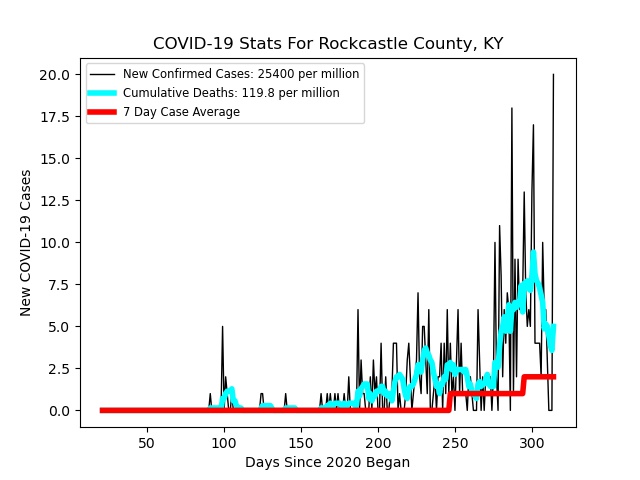 COVID-19 Stats For Rockcastle County, KY
New Confirmed Cases: 25400 per million
Cumulative Deaths: 119.8 per million
7 Day Case Average
20.0
17.5
15.0
12.5
10.0
7.5
5.0
2.5
0.0
New COVID-19 Cases
50 100 150 200 250 300
Days Since 2020 Began